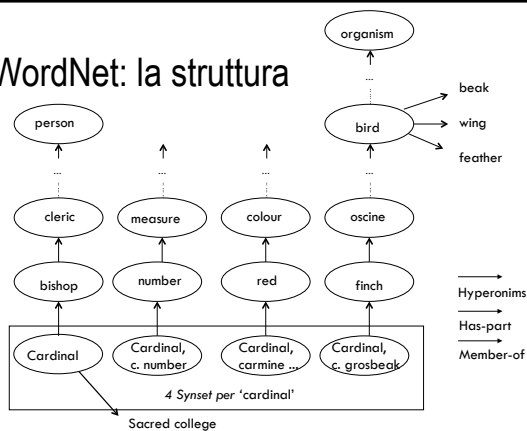 WordNet: la struttura
organism
...
beak
person
bird
wing
feather
... ... ... ...
cleric measure colour oscine
bishop number red finch
Hyperonims
Has-part
Member-of
Cardinal Cardinal, Cardinal, Cardinal,
c. number carmine ... c. grosbeak
4 Synset per 'cardinal'
Sacred college